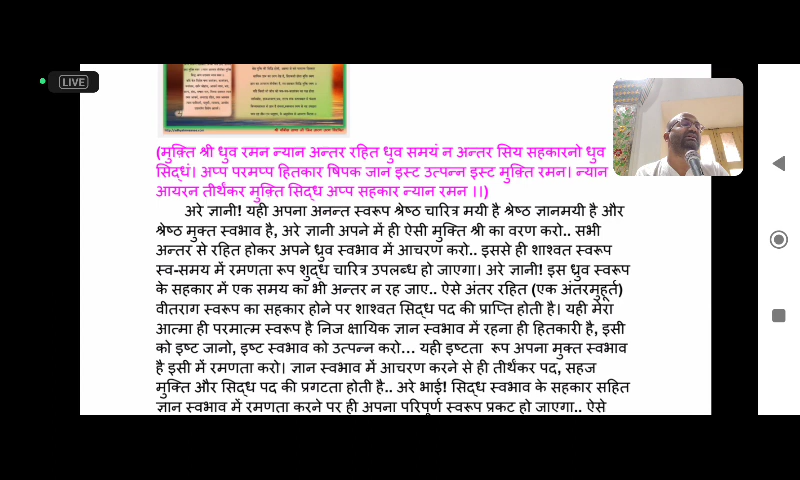 LIVE
(मुक्ति श्री धुव रमन न्यान अन्तर रहित धुव समयं न अन्तर सिय सहकारनो धुव
सिद्धं। अप्प परमप्प हितकार षिपक जान इस्ट उत्पन्न इस्ट मुक्ति रमन। न्यान
आयरन तीर्थंकर मुक्ति सिद्ध अप्प सहकार न्यान रमन ।।)
अरे ज्ञानी! यही अपना अनन्त स्वरूप श्रेष्ठ चारित्र मयी है श्रेष्ठ ज्ञानमयी है और
श्रेष्ठ मुक्त स्वभाव है, अरे ज्ञानी अपने में ही ऐसी मुक्ति श्री का वरण करो.. सभी
अन्तर से रहित होकर अपने ध्रुव स्वभाव में आचरण करो.. इससे ही शाश्वत स्वरूप
स्व-समय में रमणता रूप शुद्ध चारित्र उपलब्ध हो जाएगा। अरे ज्ञानी! इस ध्रुव स्वरूप
के सहकार में एक समय का भी अन्तर न रह जाए.. ऐसे अंतर रहित (एक अंतरमुहूर्त)
वीतराग स्वरूप का सहकार होने पर शाश्वत सिद्ध पद की प्राप्ति होती है। यही मेरा
आत्मा ही परमात्म स्वरूप है निज क्षायिक ज्ञान स्वभाव में रहना ही हितकारी है, इसी
को इष्ट जानो, इष्ट स्वभाव को उत्पन्न करो... यही इष्टता रूप अपना मुक्त स्वभाव
है इसी में रमणता करो। ज्ञान स्वभाव में आचरण करने से ही तीर्थंकर पद, सहज
मुक्ति और सिद्ध पद की प्रगटता होती है.. अरे भाई! सिद्ध स्वभाव के सहकार सहित
ज्ञान स्वभाव में रमणता करने पर ही अपना परिपूर्ण स्वरूप प्रकट हो जाएगा.. ऐसे